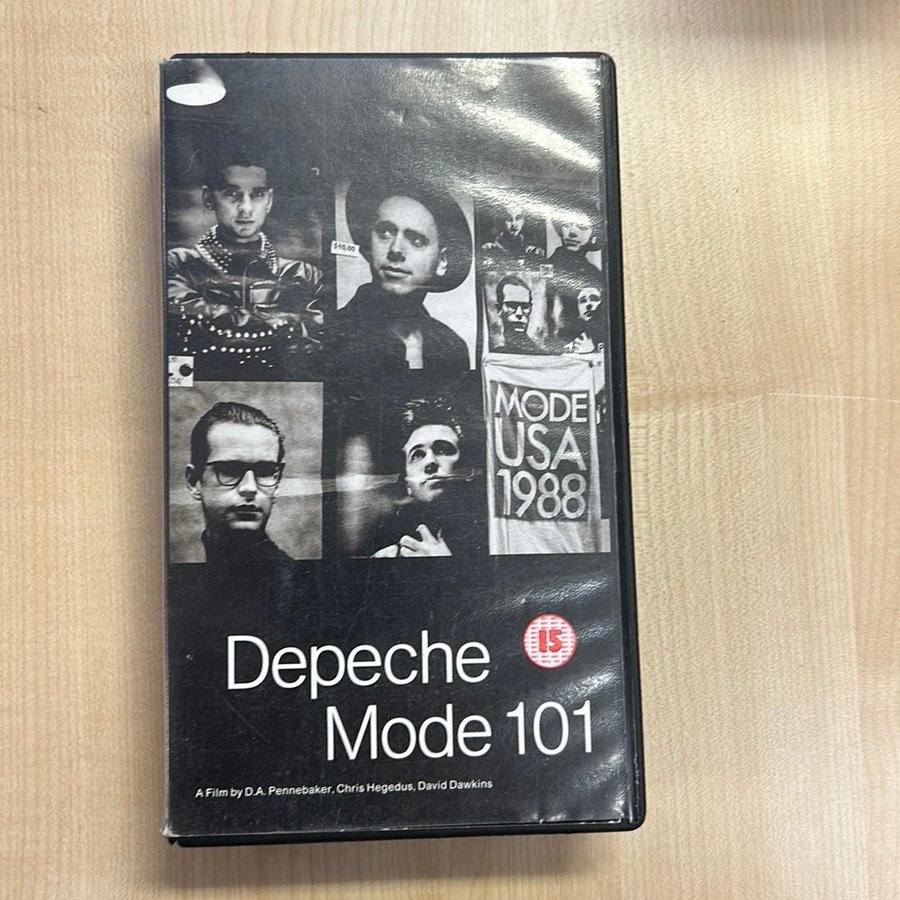 $10.00
MODE
USA
1988
15
Depeche
Mode 101
A Film by D.A. Pennebaker, Chris Hegedus, David Dawkins